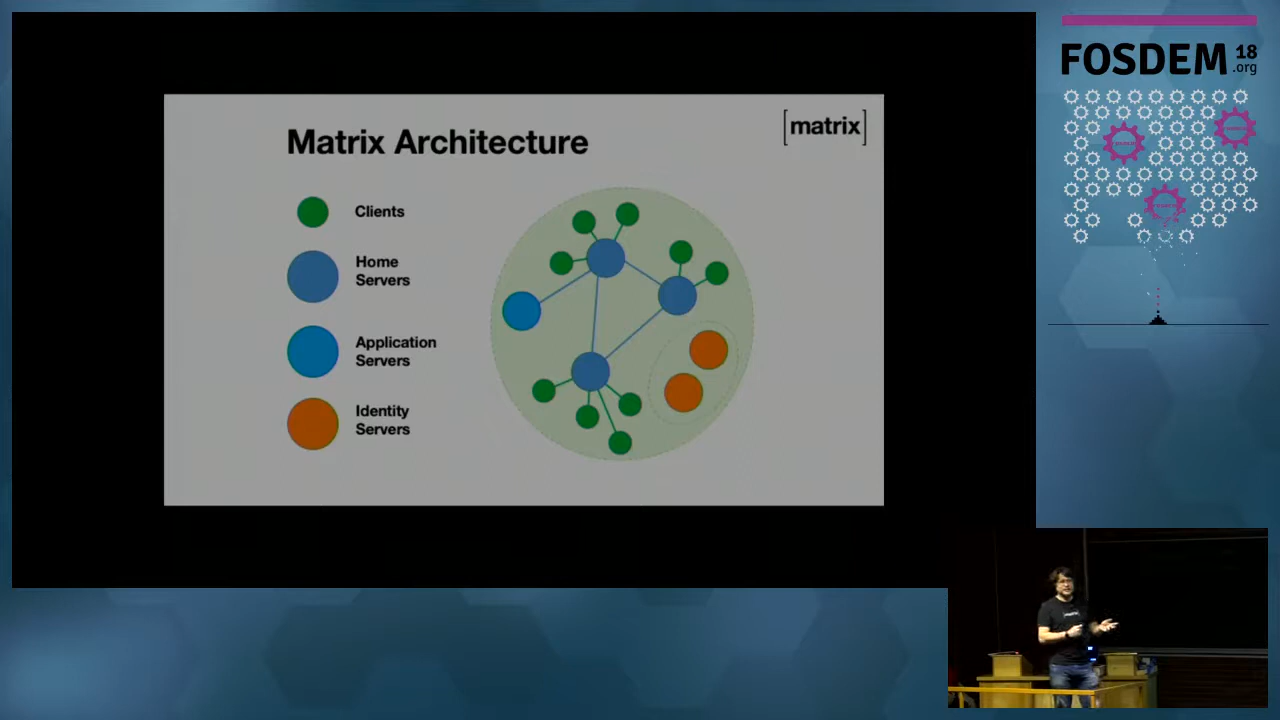 Matrix Architecture
[matrix]
Clients
Home
Servers
Application
Servers
Identity
Servers
FOSDEM 18
.org